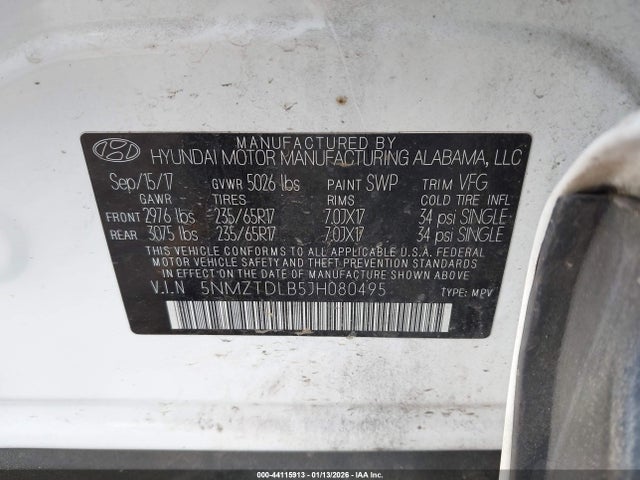 MANUFACTURED BY
HYUNDAI MOTOR MANUFACTURING ALABAMA, LLC
Sep/15/17 GVWR 5026 lbs PAINT SWP TRIM VFG
GAWR TIRES RIMS COLD TIRE INFL
FRONT 2976 lbs 235/65R17 7.0JX17 34 psi SINGLE
REAR 3075 lbs 235/65R17 7.0JX17 34 psi SINGLE
THIS VEHICLE CONFORMS TO ALL APPLICABLE U.S.A FEDERAL
MOTOR VEHICLE SAFETY AND THEFT PREVENTION STANDARDS
IN EFFECT ON THE DATE OF MANUFACTURE SHOWN ABOVE.
V.I.N 5NMZTDLB5JH080495 TYPE: MPV
000-44115913 - 01/13/2026 - IAA Inc.